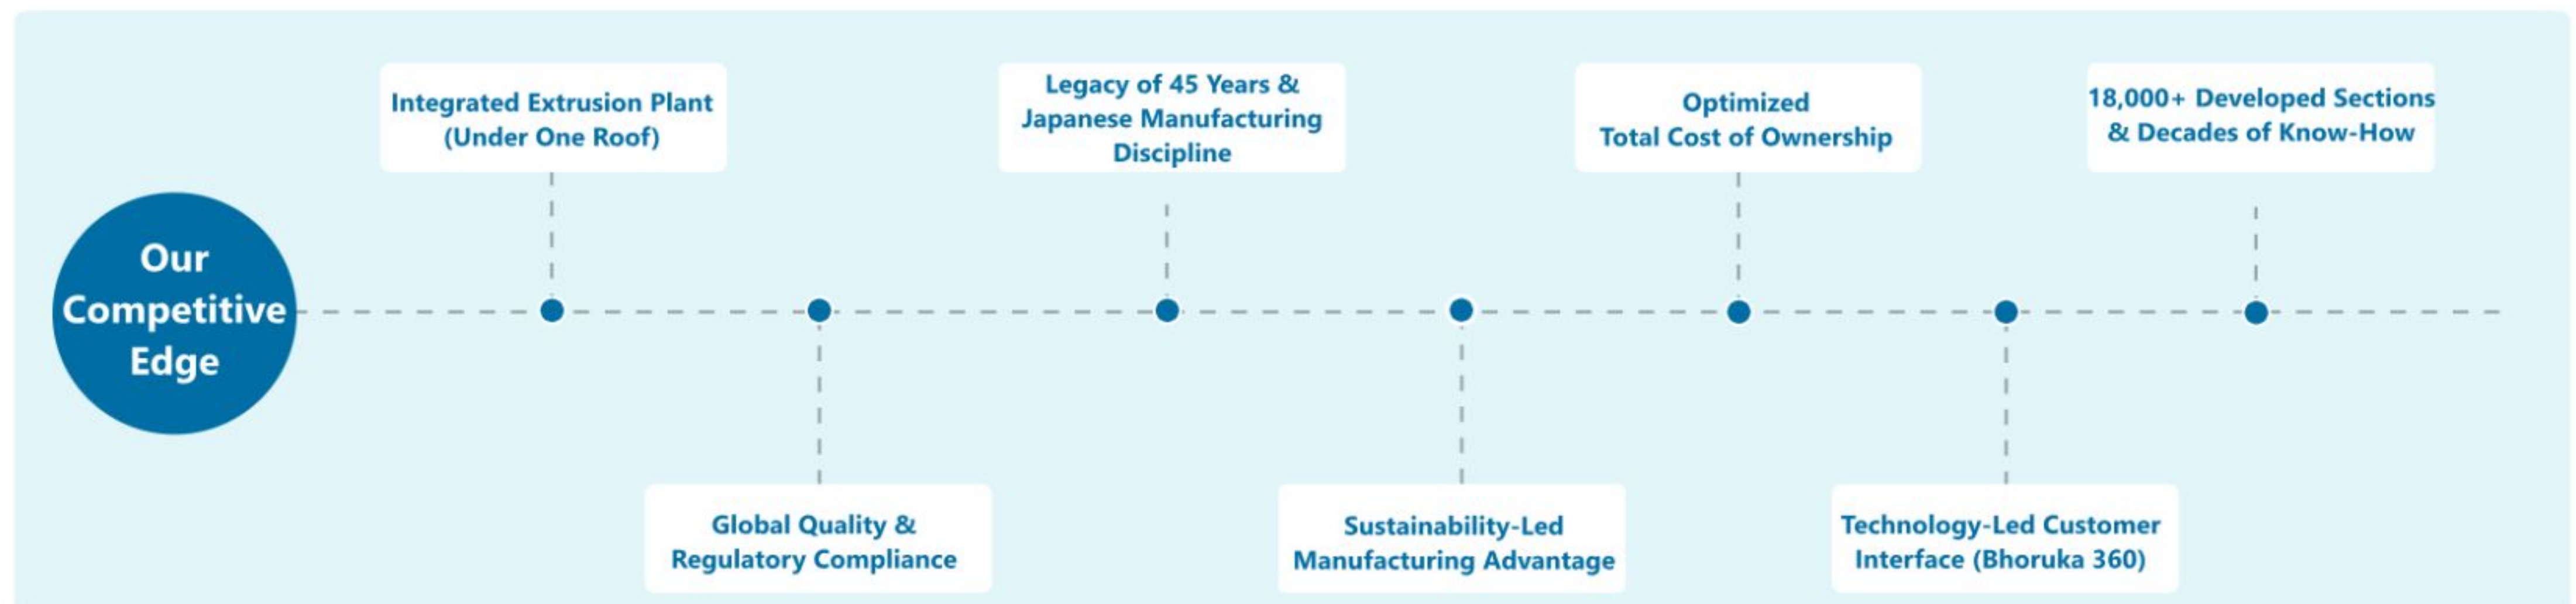 Our
Competitive
Edge
Integrated Extrusion Plant
(Under One Roof)
Global Quality &
Regulatory Compliance
Legacy of 45 Years &
Japanese Manufacturing
Discipline
Sustainability-Led
Manufacturing Advantage
Optimized
Total Cost of Ownership
Technology-Led Customer
Interface (Bhoruka 360)
18,000+ Developed Sections
& Decades of Know-How